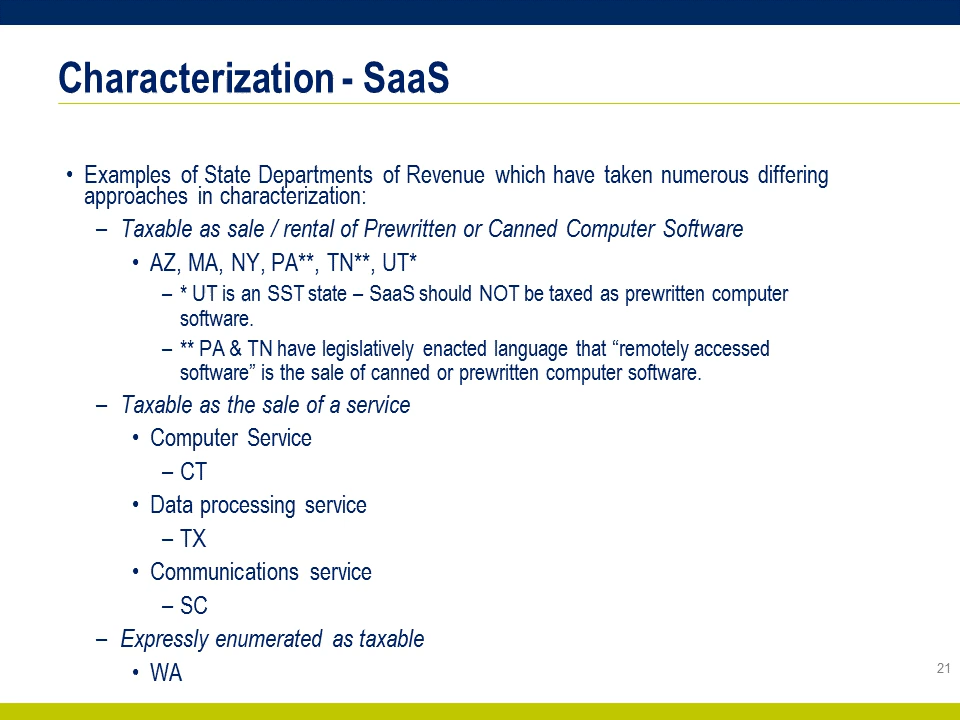 Characterization - SaaS
• Examples of State Departments of Revenue which have taken numerous differing
approaches in characterization:
– Taxable as sale / rental of Prewritten or Canned Computer Software
• AZ, MA, NY, PA**, TN**, UT*
– * UT is an SST state – SaaS should NOT be taxed as prewritten computer
software.
– ** PA & TN have legislatively enacted language that “remotely accessed
software” is the sale of canned or prewritten computer software.
– Taxable as the sale of a service
• Computer Service
– CT
• Data processing service
– TX
• Communications service
– SC
– Expressly enumerated as taxable
• WA
21